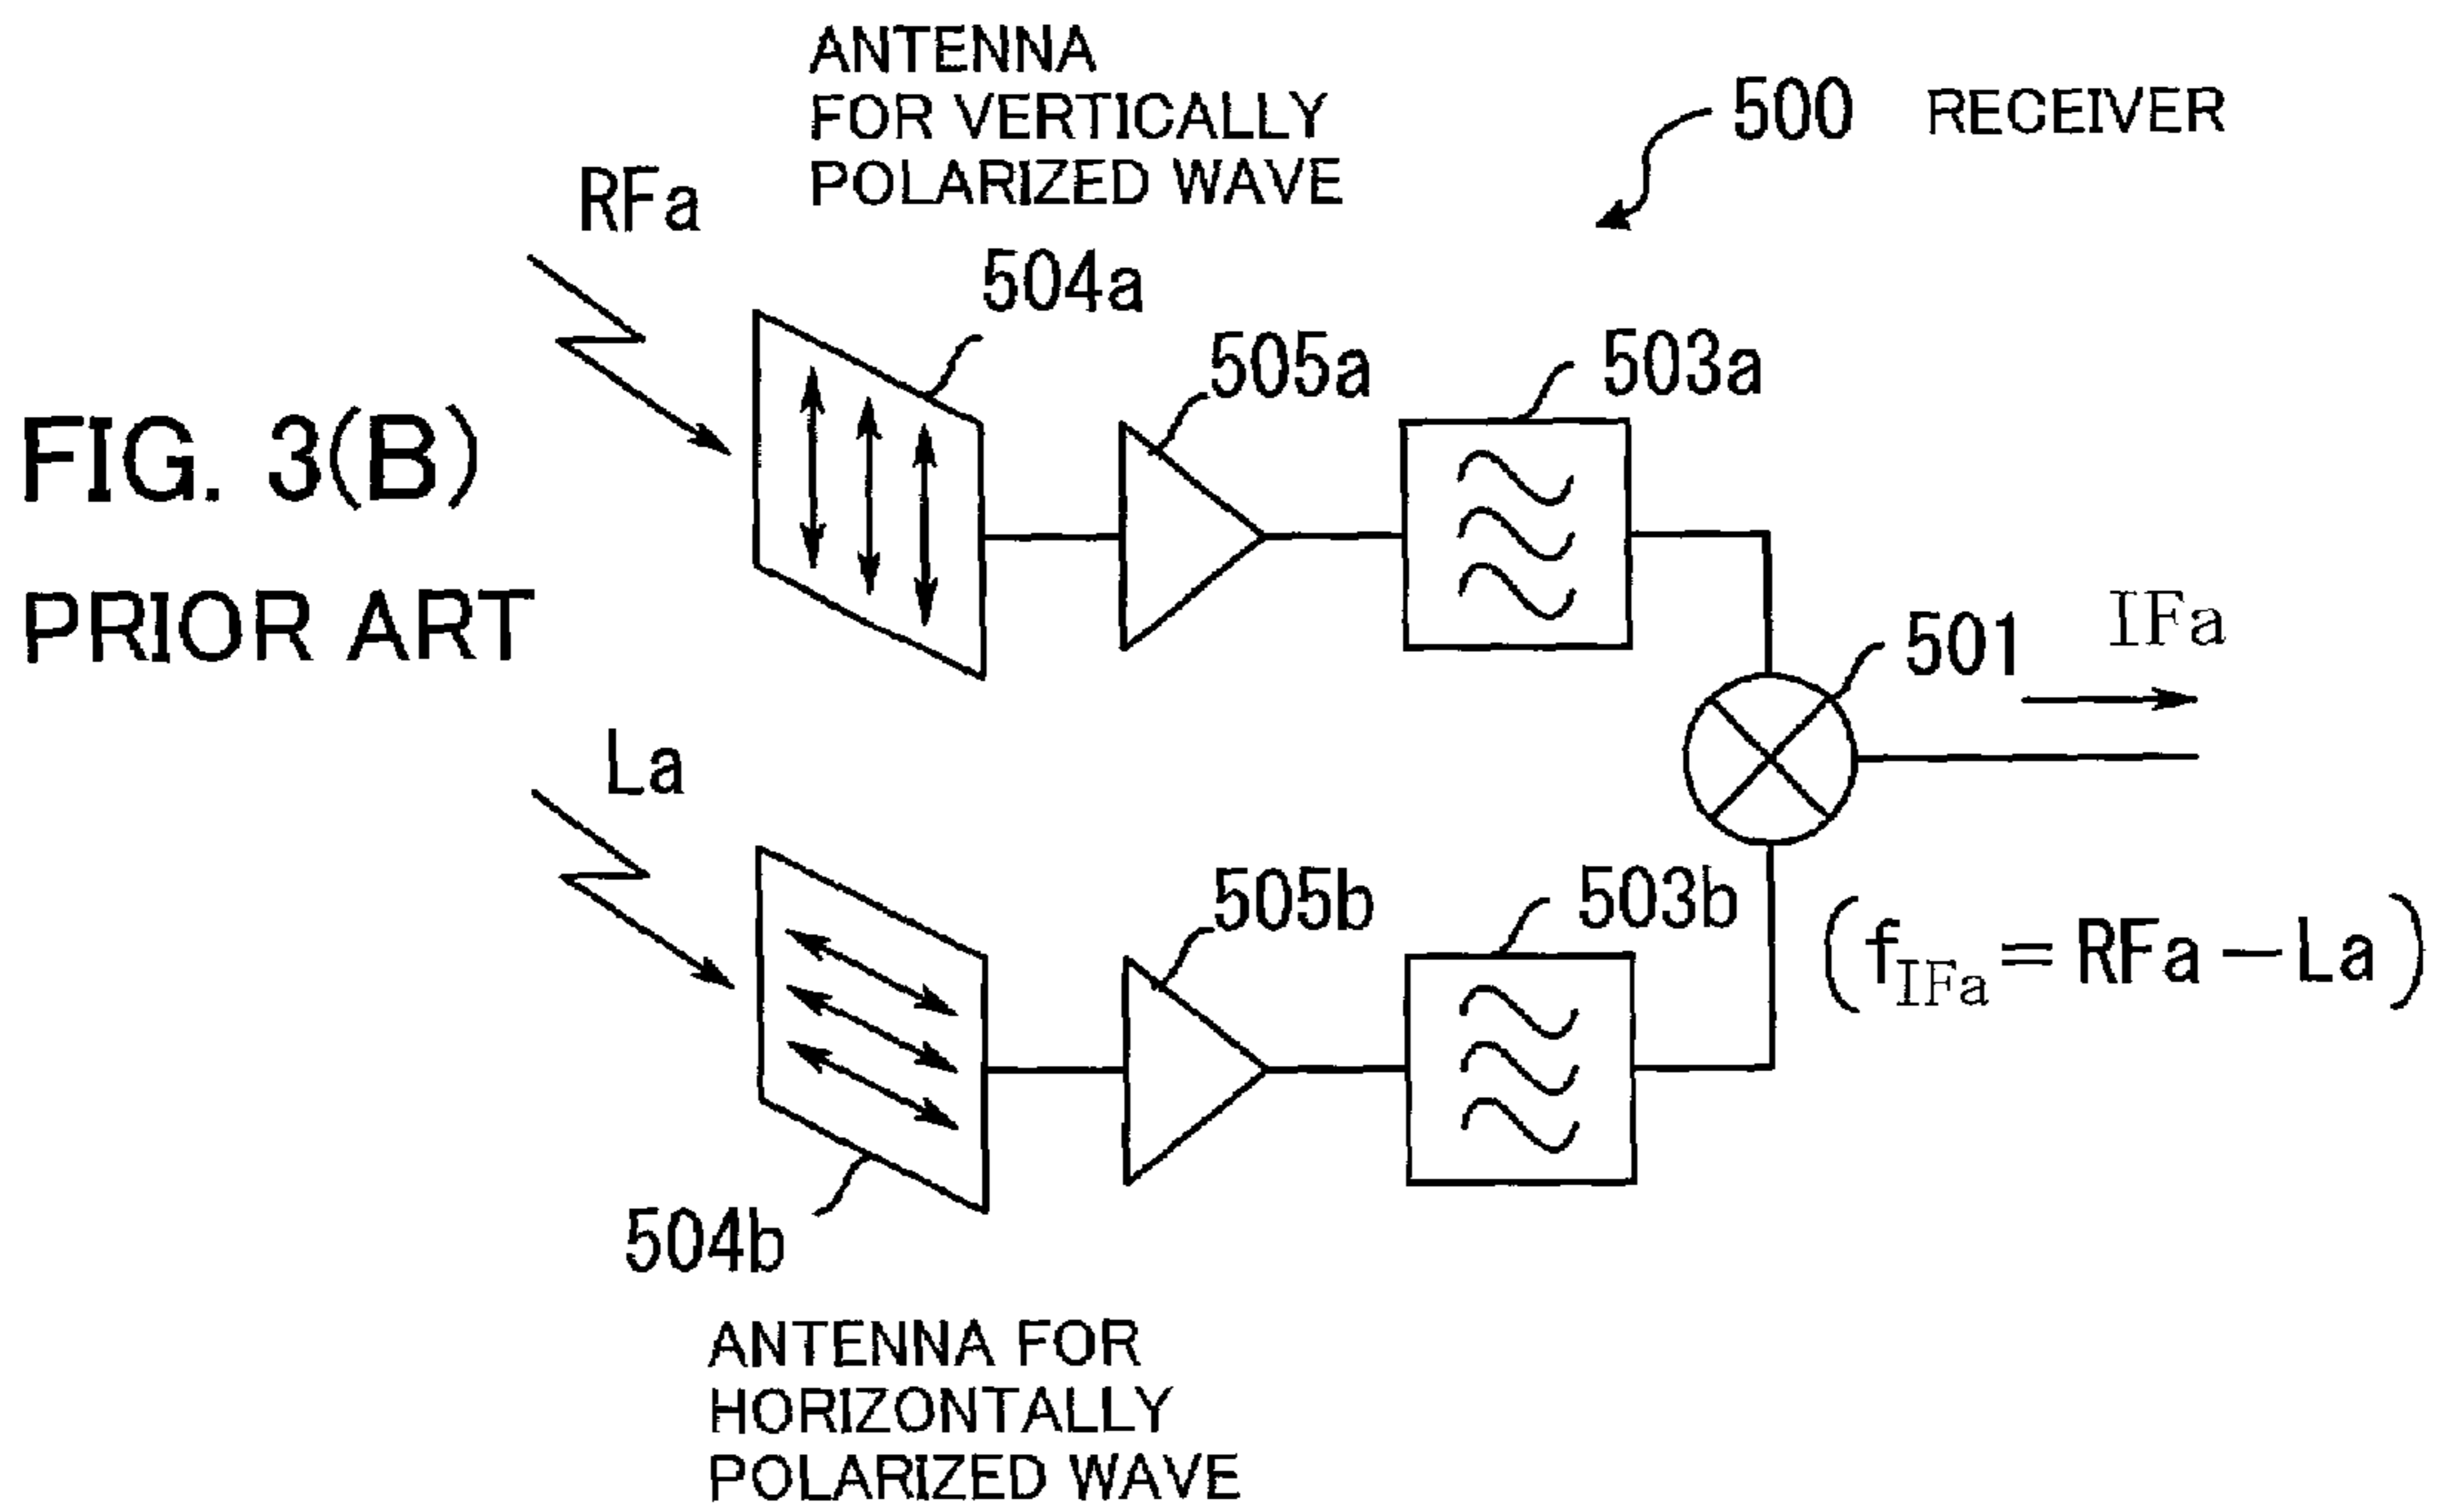 ANTENNA
FOR VERTICALLY
POLARIZED WAVE
500 RECEIVER
RFa
504a
505a
503a
FIG. 3(B)
PRIOR ART
501
IFa
La
505b
503b
(fIFa = RFa − La)
504b
ANTENNA FOR
HORIZONTALLY
POLARIZED WAVE